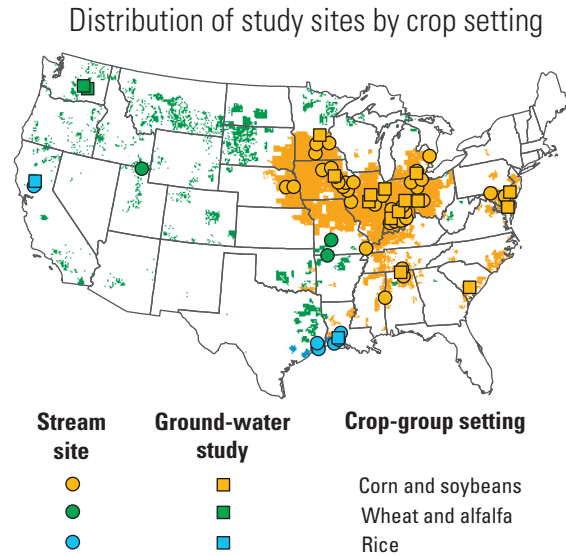 Distribution of study sites by crop setting
Stream site
Ground-water study
Crop-group setting
Corn and soybeans
Wheat and alfalfa
Rice